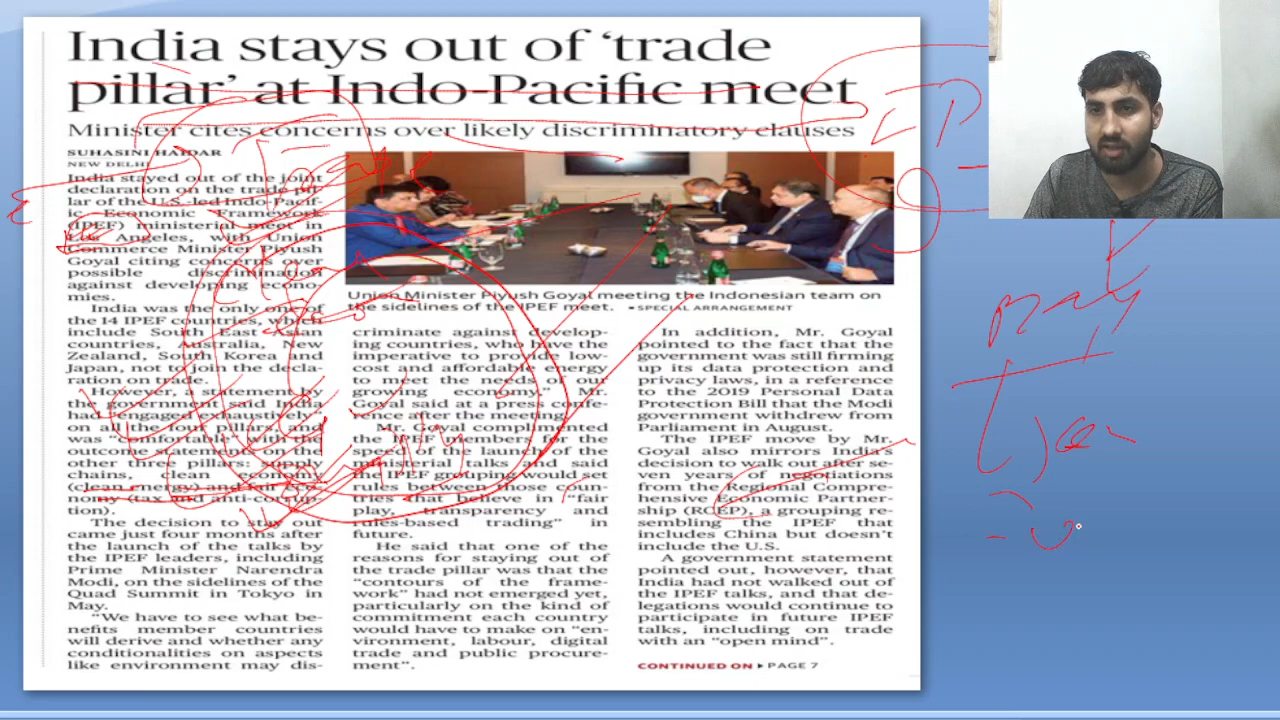 India stays out of ‘trade
pillar’ at Indo-Pacific meet
Minister cites concerns over likely discriminatory clauses
SUHASINI HAIDAR
NEW DELHI
India stayed out of the joint
declaration on the trade pil-
lar of the U.S.-led Indo-Pacif-
ic Economic Framework
(IPEF) ministerial meet in
Los Angeles, with Union
Commerce Minister Piyush
Goyal citing concerns over
possible discrimination
against developing econo-
mies.
India was the only one of
the 14 IPEF countries, which
include South East Asian
countries, Australia, New
Zealand, South Korea and
Japan, not to join the decla-
ration on trade.
However, a statement by
the government said India
had “engaged exhaustively”
on all the four pillars and
was “comfortable” with the
outcome statements on the
other three pillars: supply
chains, clean economy
(clean energy) and fair eco-
nomy (tax and anti-corrup-
tion).
The decision to stay out
came just four months after
the launch of the talks by
the IPEF leaders, including
Prime Minister Narendra
Modi, on the sidelines of the
Quad Summit in Tokyo in
May.
“We have to see what be-
nefits member countries
will derive and whether any
conditionalities on aspects
like environment may dis-
Union Minister Piyush Goyal meeting the Indonesian team on
the sidelines of the IPEF meet. ▪ SPECIAL ARRANGEMENT
criminate against develop-
ing countries, who have the
imperative to provide low-
cost and affordable energy
to meet the needs of our
growing economy,” Mr.
Goyal said at a press confe-
rence after the meeting.
Mr. Goyal complimented
the IPEF members for the
speed of the launch of the
ministerial talks and said
the IPEF grouping would set
rules between those coun-
tries that believe in “fair
play, transparency and
rules-based trading” in
future.
He said that one of the
reasons for staying out of
the trade pillar was that the
“contours of the frame-
work” had not emerged yet,
particularly on the kind of
commitment each country
would have to make on “en-
vironment, labour, digital
trade and public procure-
ment”.
In addition, Mr. Goyal
pointed to the fact that the
government was still firming
up its data protection and
privacy laws, in a reference
to the 2019 Personal Data
Protection Bill that the Modi
government withdrew from
Parliament in August.
The IPEF move by Mr.
Goyal also mirrors India’s
decision to walk out after se-
ven years of negotiations
from the Regional Compre-
hensive Economic Partner-
ship (RCEP), a grouping re-
sembling the IPEF that
includes China but doesn’t
include the U.S.
A government statement
pointed out, however, that
India had not walked out of
the IPEF talks, and that de-
legations would continue to
participate in future IPEF
talks, including on trade
with an “open mind”.
CONTINUED ON ▸ PAGE 7